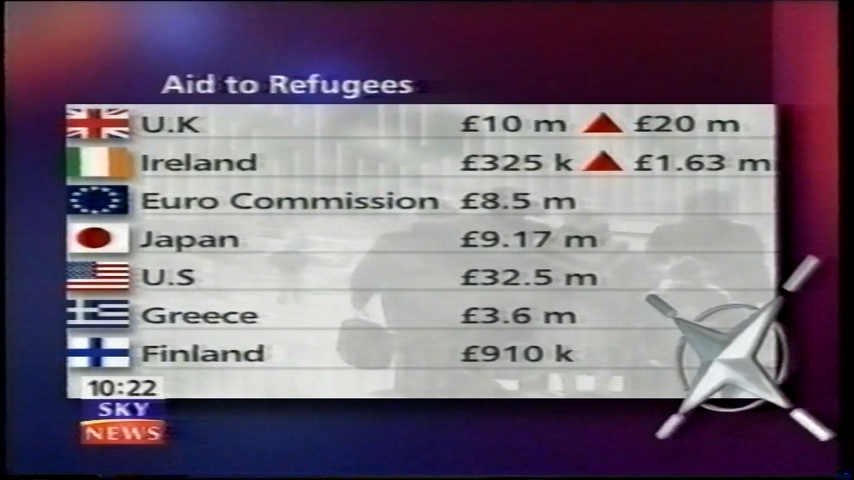 Aid to Refugees
U.K £10 m £20 m
Ireland £325 k £1.63 m
Euro Commission £8.5 m
Japan £9.17 m
U.S £32.5 m
Greece £3.6 m
Finland £910 k
10:22
SKY
NEWS